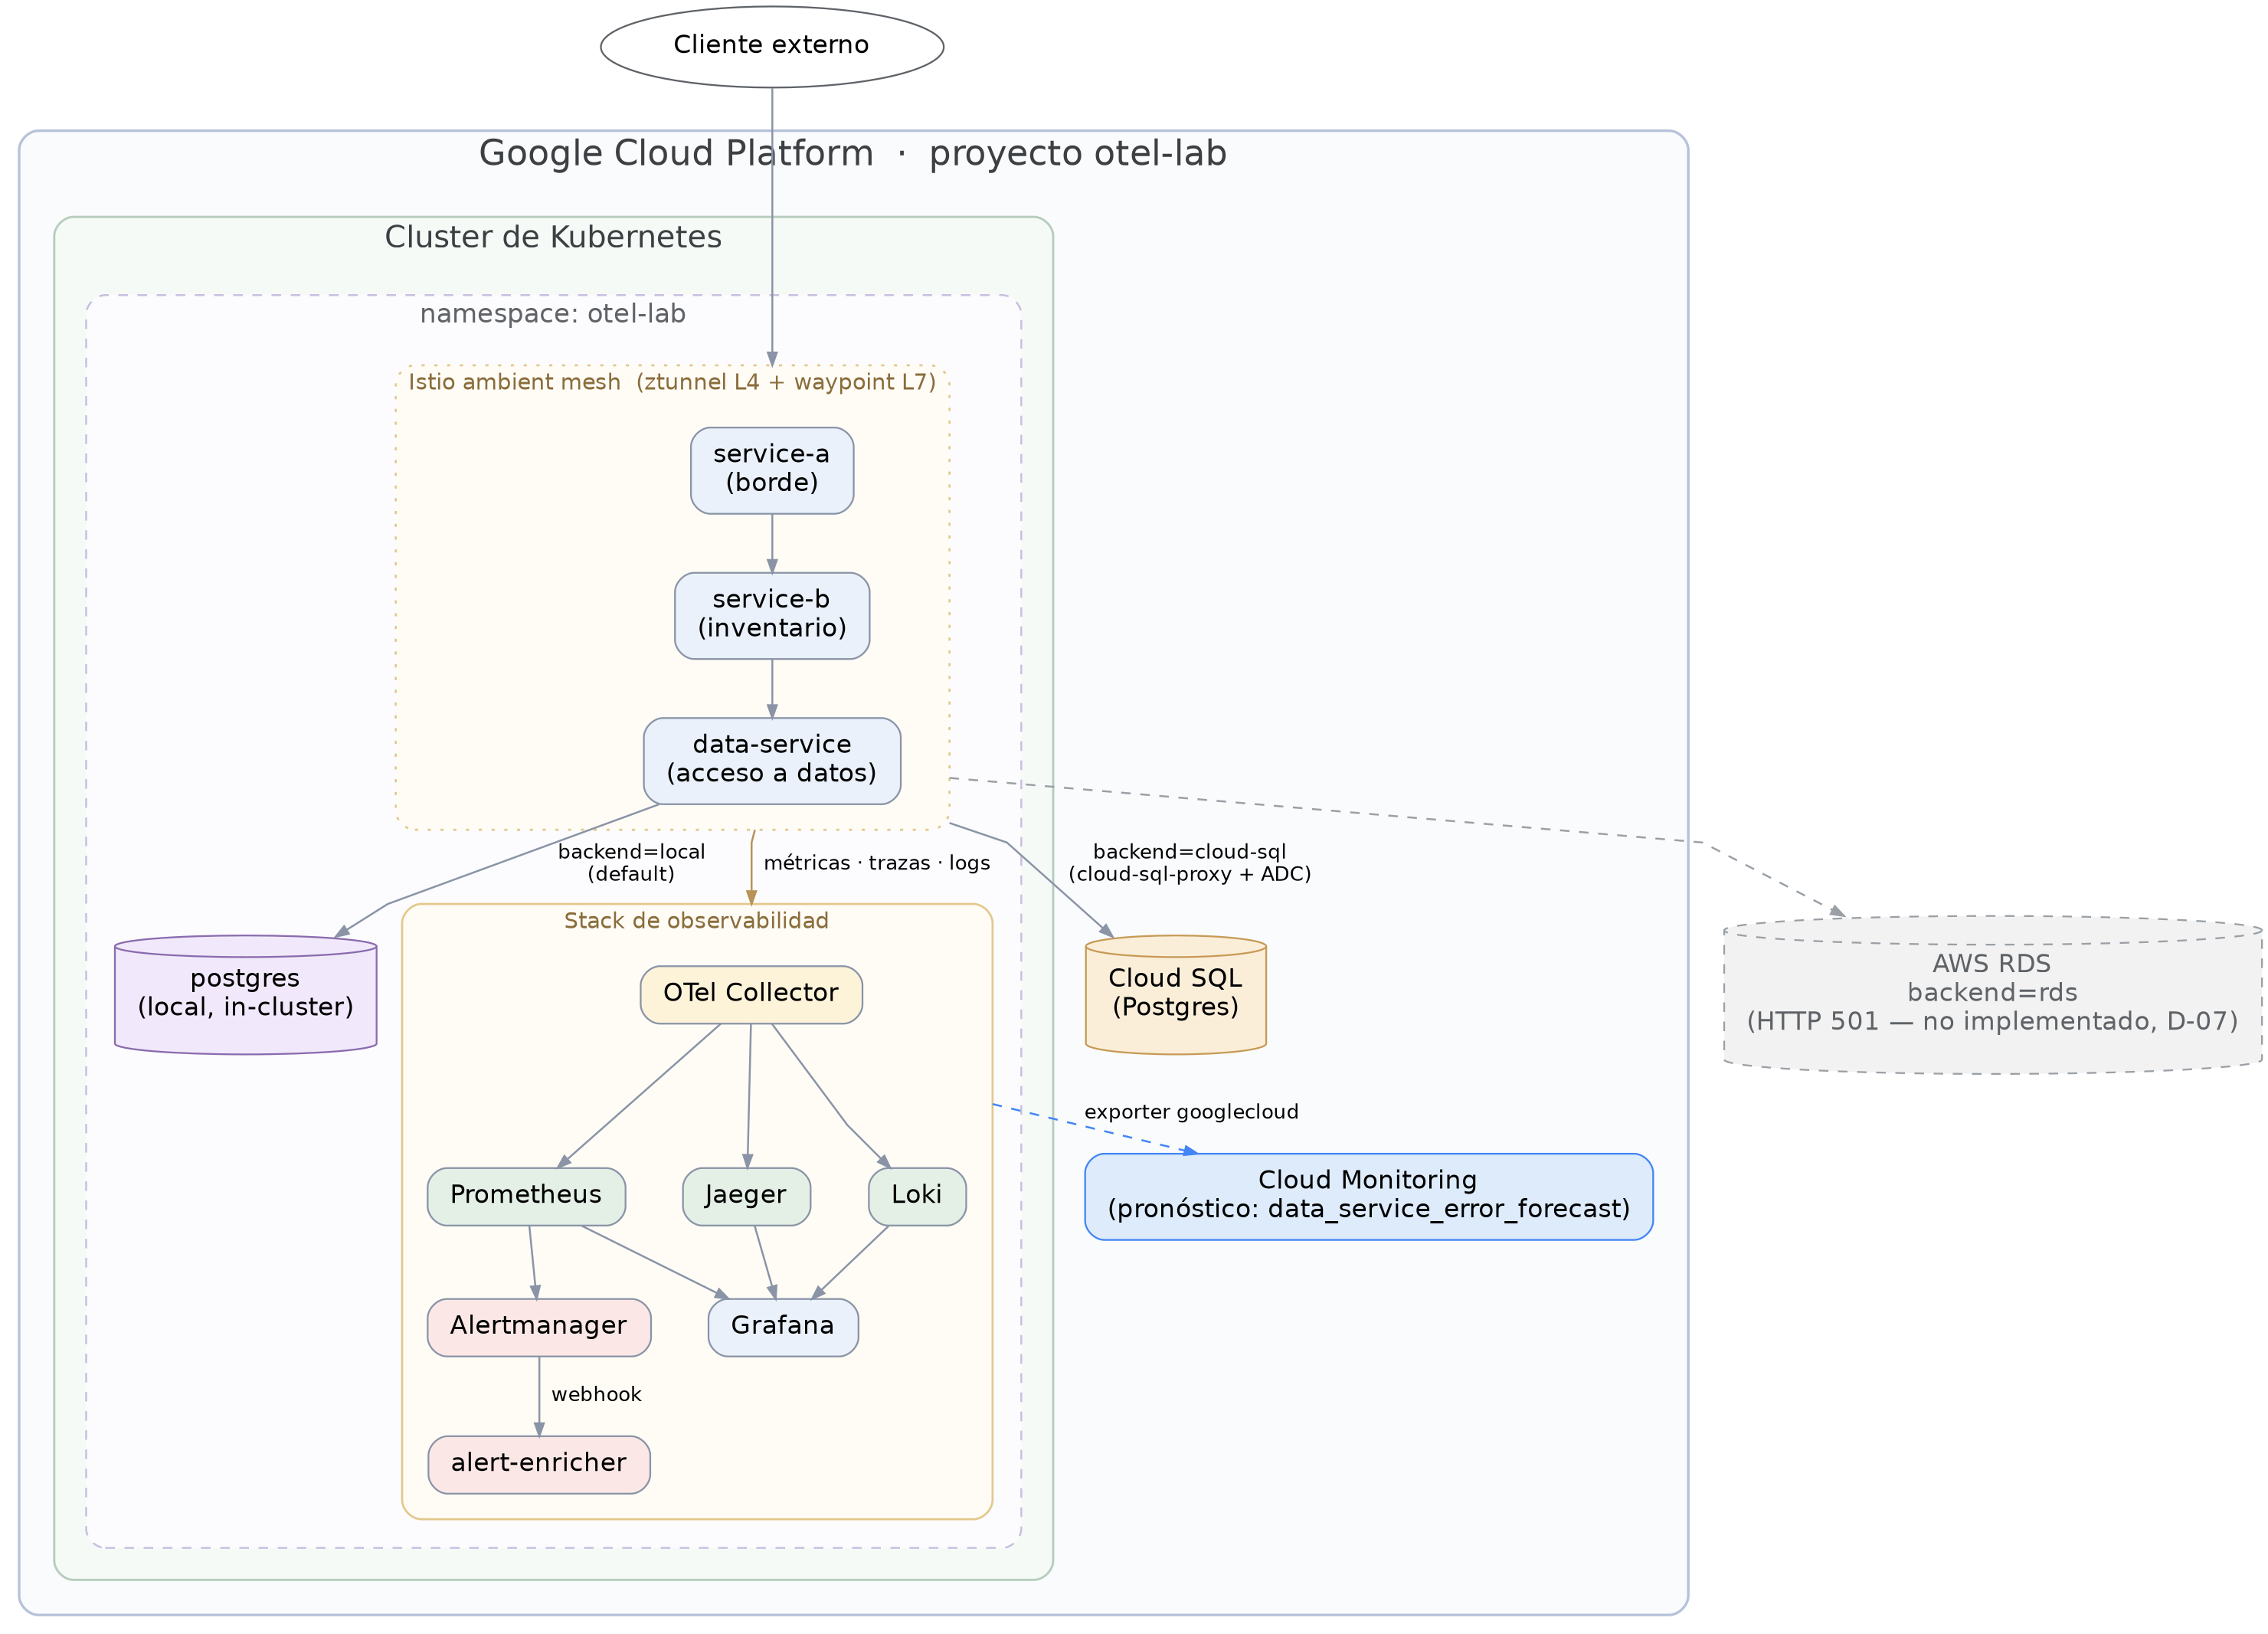 Cliente externo
Google Cloud Platform · proyecto otel-lab
Cluster de Kubernetes
namespace: otel-lab
Istio ambient mesh (ztunnel L4 + waypoint L7)
service-a
(borde)
service-b
(inventario)
data-service
(acceso a datos)
backend=local
(default)
métricas · trazas · logs
backend=cloud-sql
(cloud-sql-proxy + ADC)
Stack de observabilidad
postgres
(local, in-cluster)
OTel Collector
Cloud SQL
(Postgres)
AWS RDS
backend=rds
(HTTP 501 — no implementado, D-07)
exporter googlecloud
Prometheus
Jaeger
Loki
Cloud Monitoring
(pronóstico: data_service_error_forecast)
Alertmanager
Grafana
webhook
alert-enricher